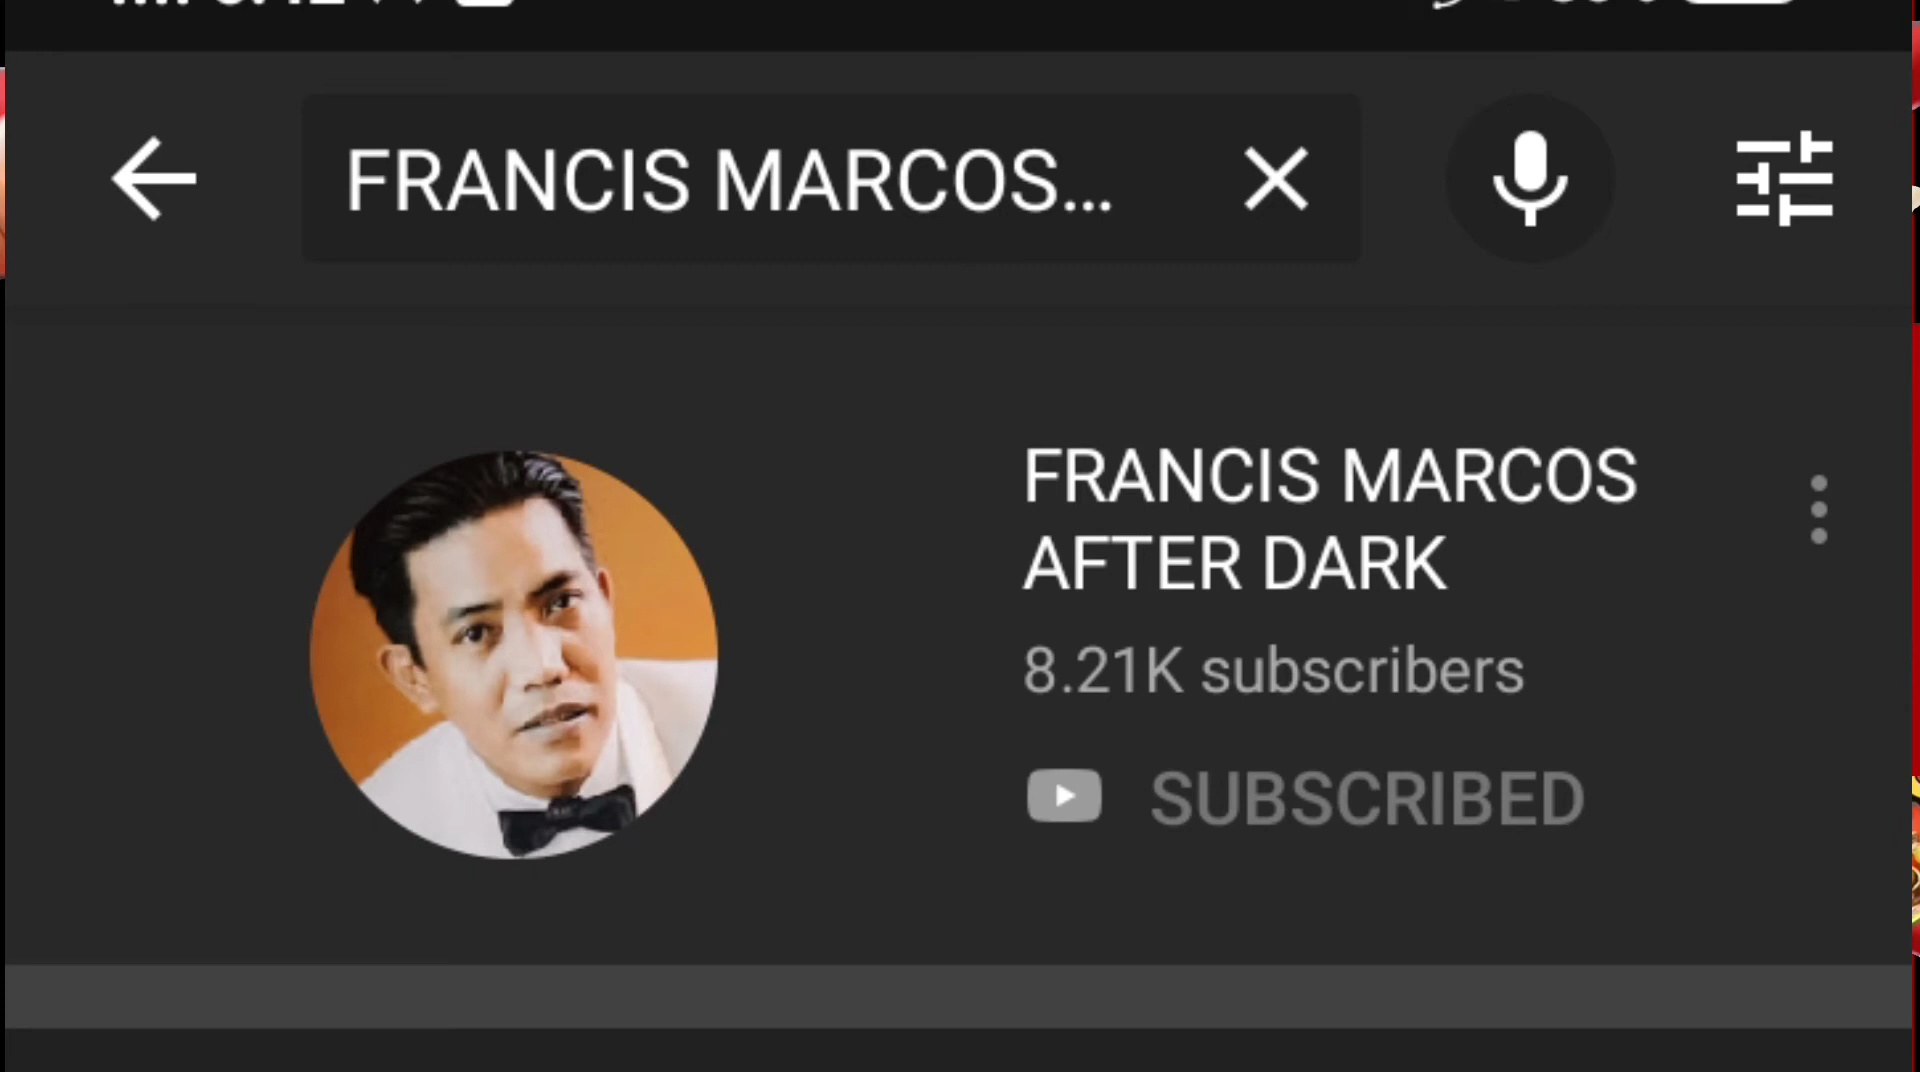 FRANCIS MARCOS...
FRANCIS MARCOS
AFTER DARK
8.21K subscribers
SUBSCRIBED